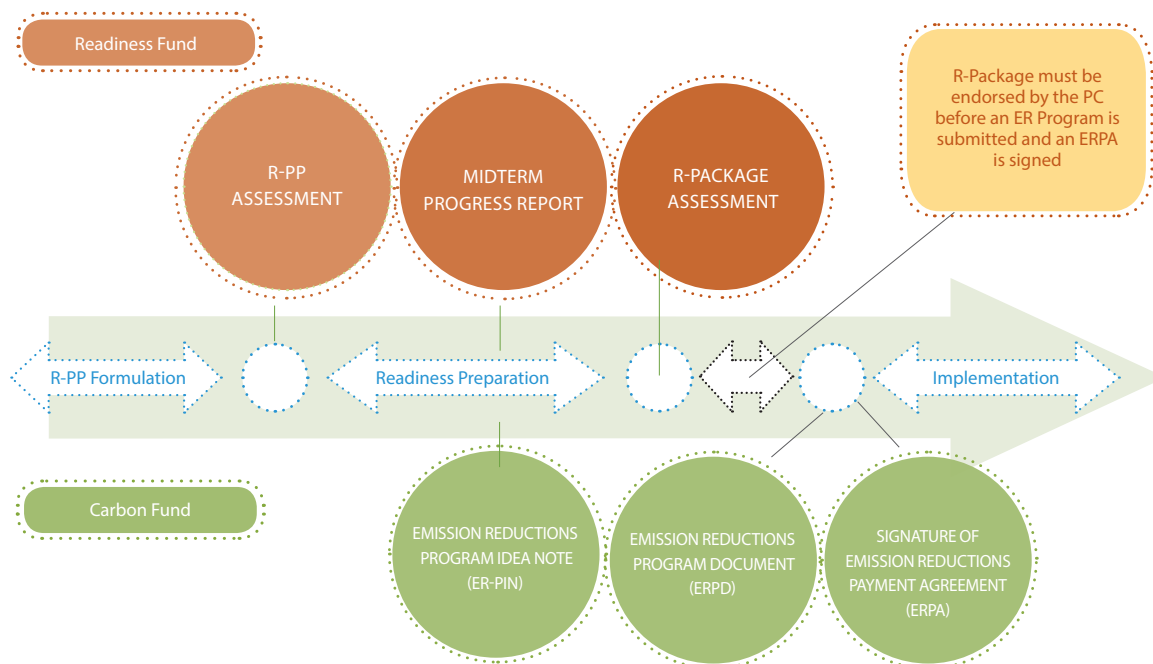 Readiness Fund
R-Package must be
endorsed by the PC
before an ER Program is
submitted and an ERPA
is signed
R-PP
ASSESSMENT
MIDTERM
PROGRESS REPORT
R-PACKAGE
ASSESSMENT
R-PP Formulation
Readiness Preparation
Implementation
Carbon Fund
EMISSION REDUCTIONS
PROGRAM IDEA NOTE
(ER-PIN)
EMISSION REDUCTIONS
PROGRAM DOCUMENT
(ERPD)
SIGNATURE OF
EMISSION REDUCTIONS
PAYMENT AGREEMENT
(ERPA)